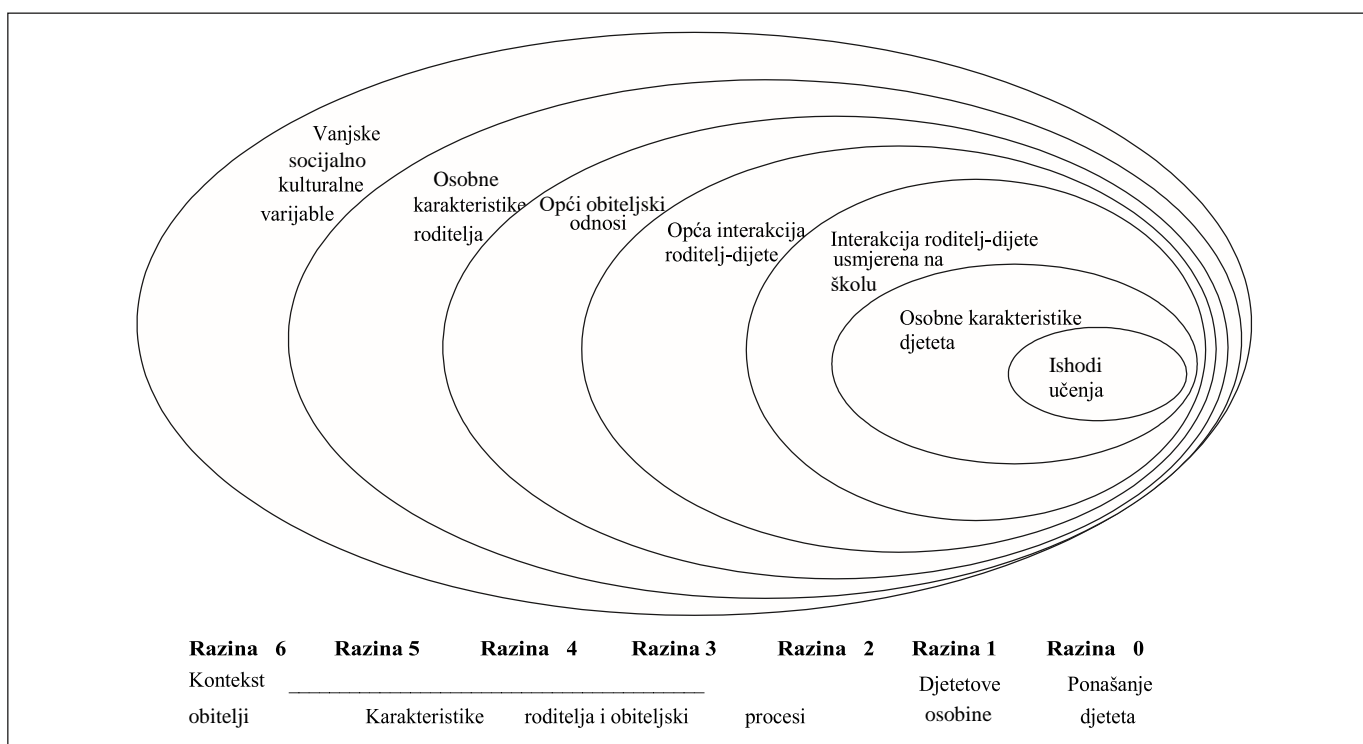 Vanjske
socijalno
kulturalne
varijable
Osobne
karakteristike
roditelja
Opći obiteljski
odnosi
Opća interakcija
roditelj-dijete
Interakcija roditelj-dijete
usmjerena na
školu
Osobne karakteristike
djeteta
Ishodi
učenja
Razina 6 Razina 5 Razina 4 Razina 3 Razina 2 Razina 1 Razina 0
Kontekst Djetetove Ponašanje
obitelji Karakteristike roditelja i obiteljski procesi osobine djeteta